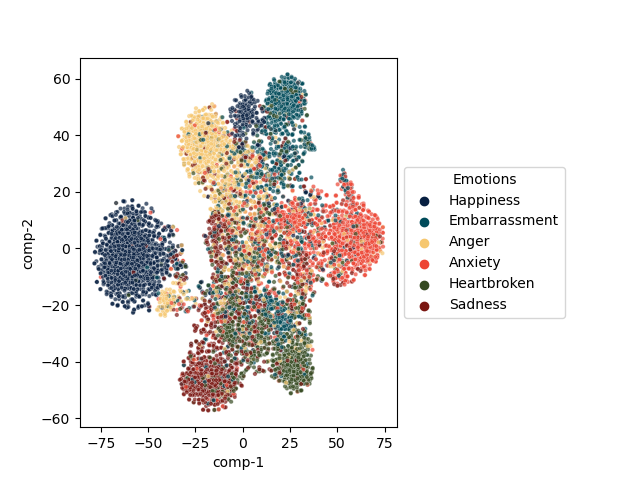 60
40
20
0
−20
−40
−60
comp-2
−75
−50
−25
0
25
50
75
comp-1
Emotions
Happiness
Embarrassment
Anger
Anxiety
Heartbroken
Sadness